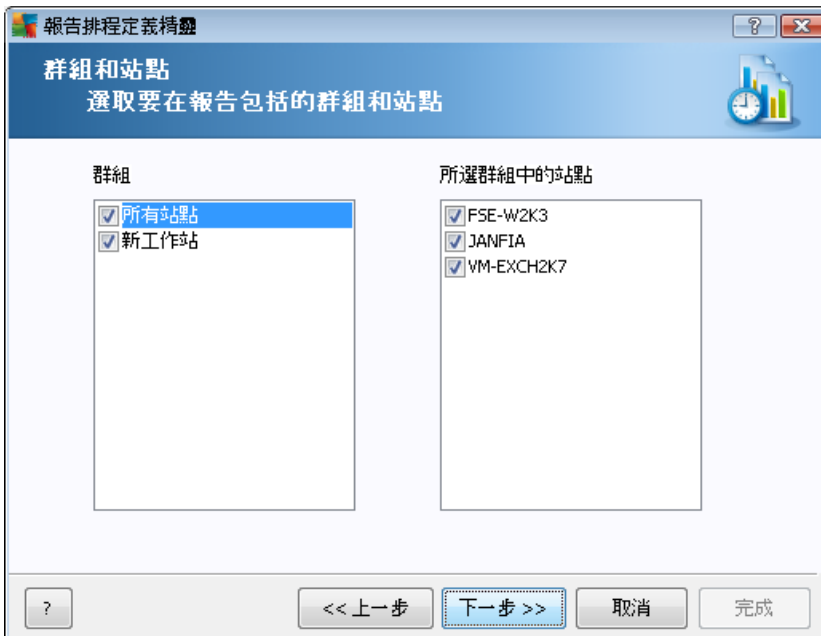 報告排程定義精靈
?
群組和站點
選取要在報告包括的群組和站點
群組
所選群組中的站點
所有站點
新工作站
FSE-W2K3
JANFIA
VM-EXCH2K7
?
<< 上一步
下一步 >>
取消
完成